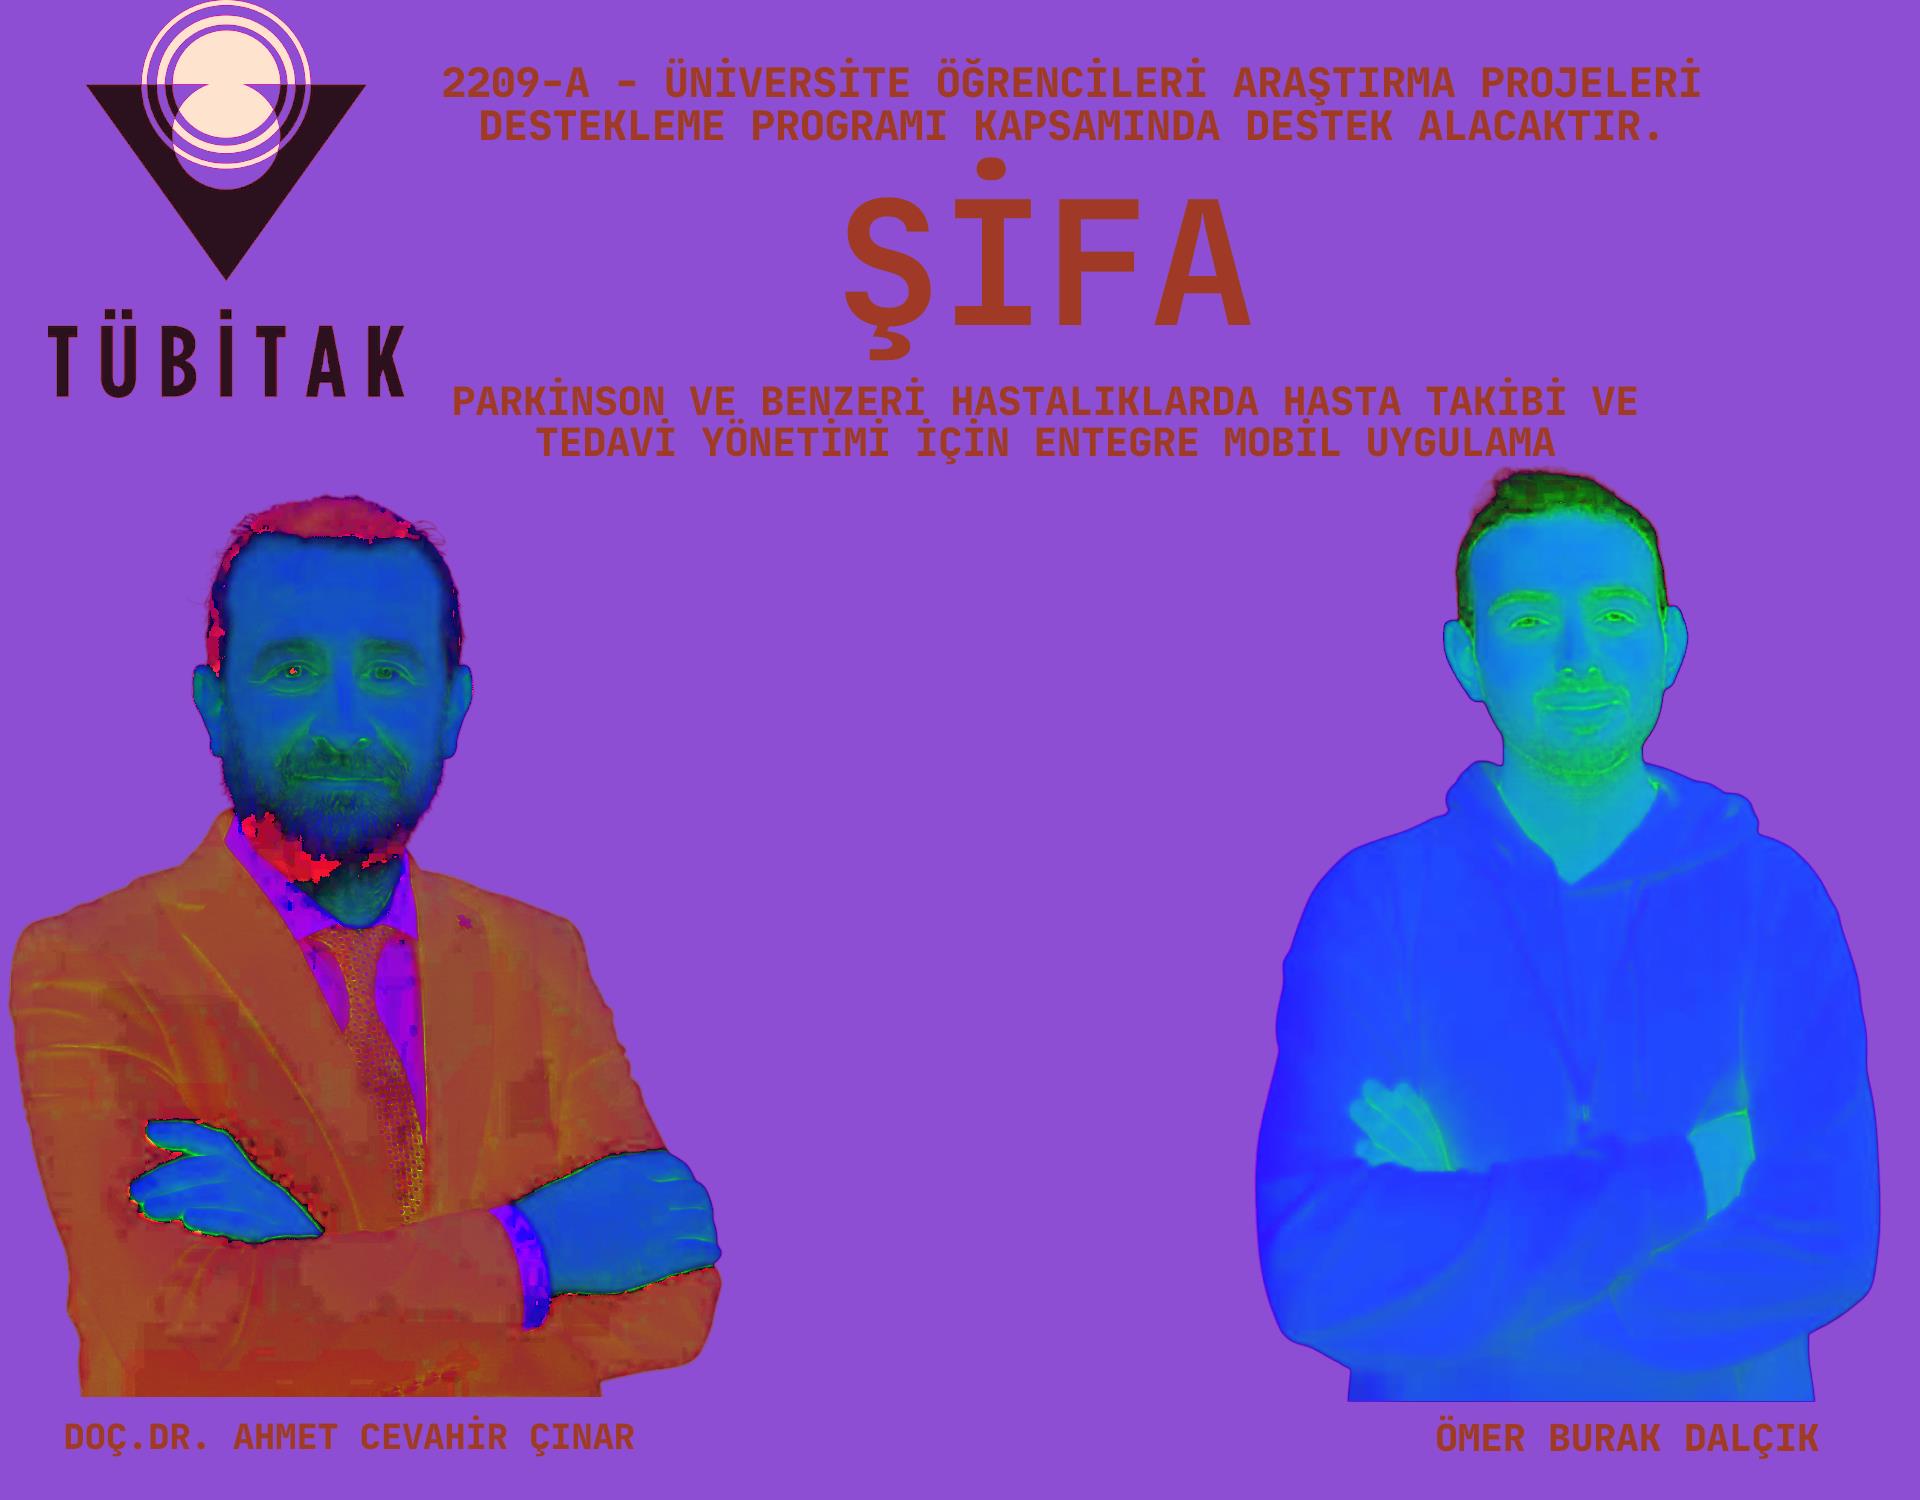 2209-A - ÜNİVERSİTE ÖĞRENCİLERİ ARAŞTIRMA PROJELERİ
DESTEKLEME PROGRAMI KAPSAMINDA DESTEK ALACAKTIR.
ŞİFA
TÜBİTAK
PARKİNSON VE BENZERİ HASTALIKLARDA HASTA TAKİBİ VE
TEDAVİ YÖNETİMİ İÇİN ENTEGRE MOBİL UYGULAMA
DOÇ.DR. AHMET CEVAHİR ÇINAR
ÖMER BURAK DALÇIK